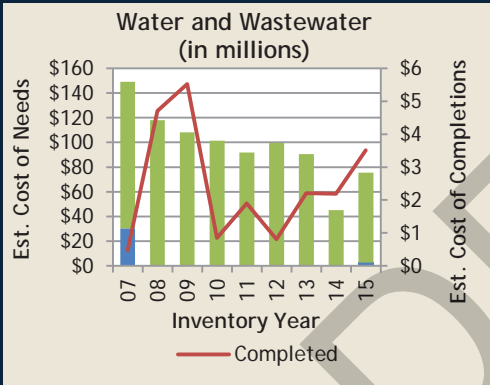 Water and Wastewater
(in millions)
Est. Cost of Needs
$160
$140
$120
$100
$80
$60
$40
$20
$0
$6
$5
$4
$3
$2
$1
$0
Est. Cost of Completions
07 08 09 10 11 12 13 14 15
Inventory Year
Completed